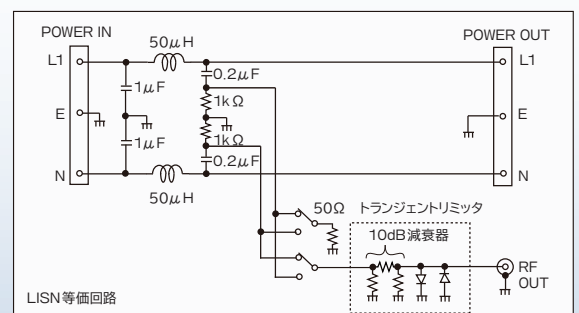 POWER IN
POWER OUT
50μH
L1
L1
0.2μF
1μF
1kΩ
E
E
1kΩ
1μF
0.2μF
N
N
50μH
50Ω
トランジェントリミッタ
10dB減衰器
RF
OUT
LISN等価回路